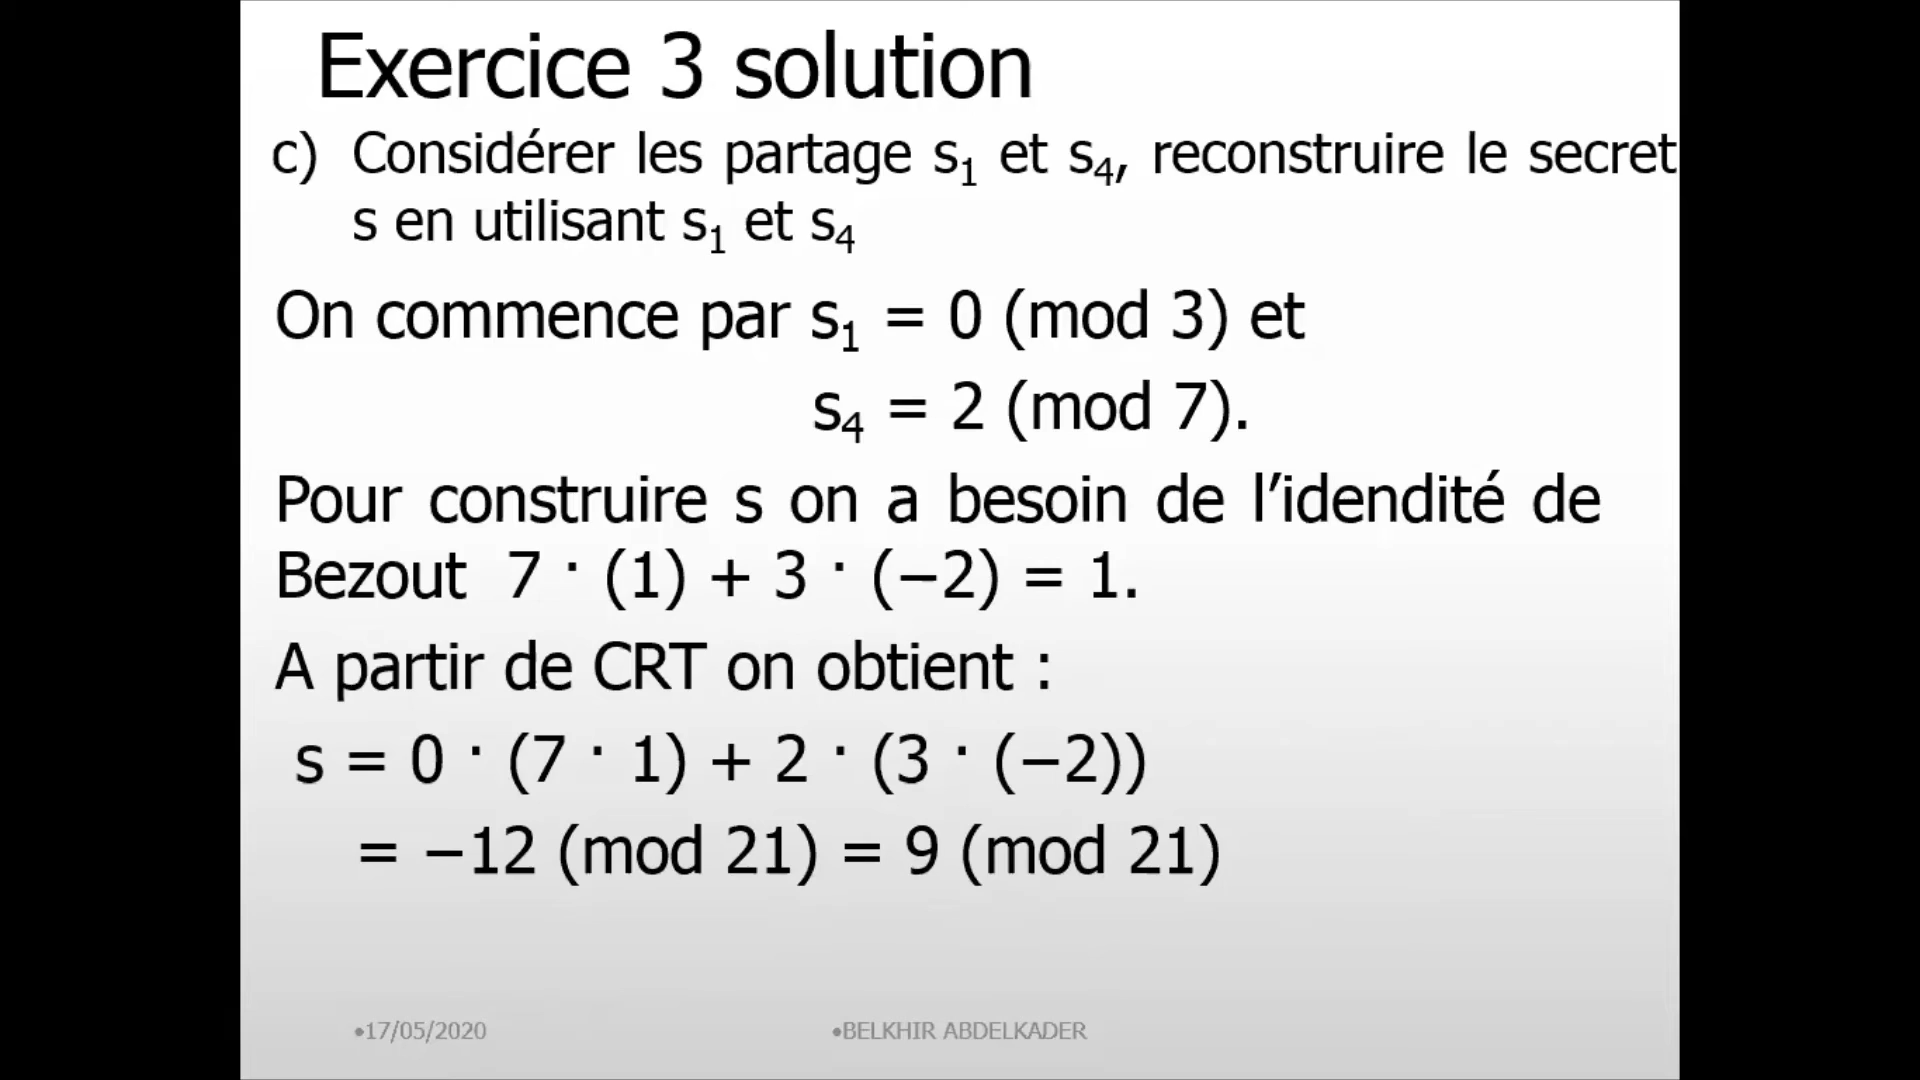 Exercice 3 solution
c) Considérer les partage s₁ et s₄, reconstruire le secret
s en utilisant s₁ et s₄
On commence par s₁ = 0 (mod 3) et
s₄ = 2 (mod 7).
Pour construire s on a besoin de l’idendité de
Bezout 7 · (1) + 3 · (−2) = 1.
A partir de CRT on obtient :
s = 0 · (7 · 1) + 2 · (3 · (−2))
= −12 (mod 21) = 9 (mod 21)
•17/05/2020 •BELKHIR ABDELKADER